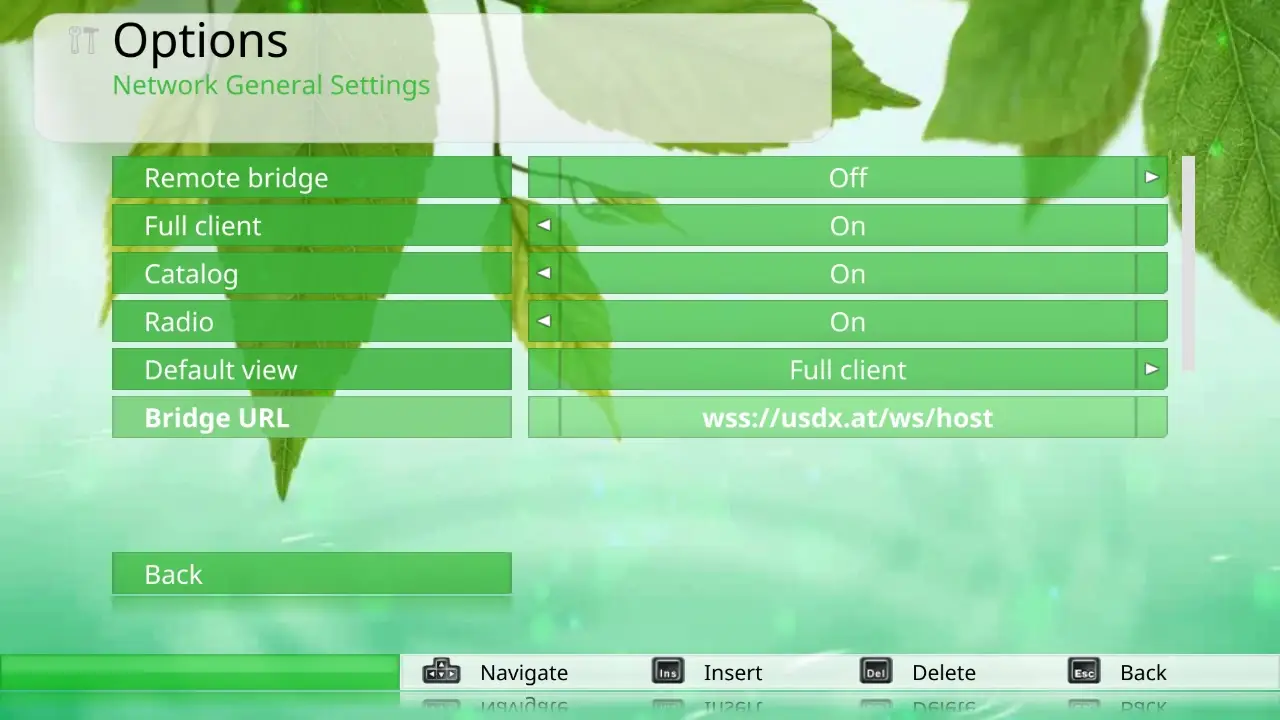 Options
Network General Settings
Remote bridge Off
Full client On
Catalog On
Radio On
Default view Full client
Bridge URL wss://usdx.at/ws/host
Back
Navigate Ins Insert Del Delete Esc Back